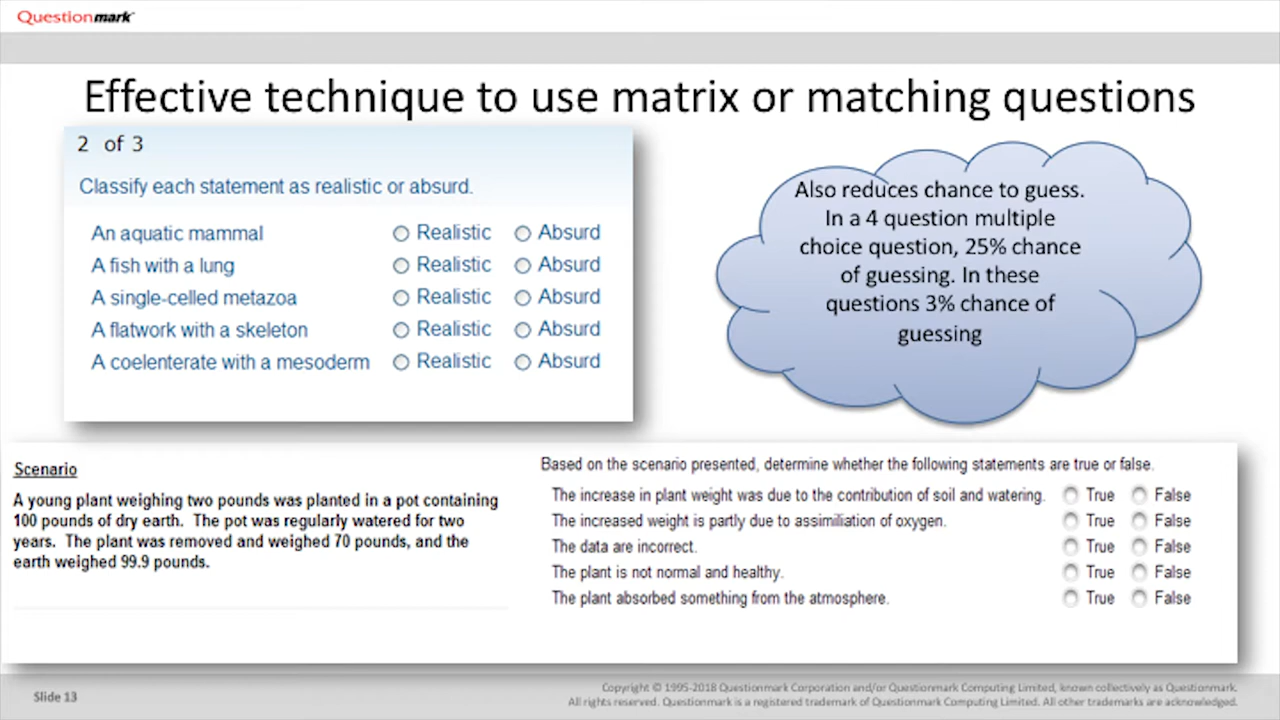 Questionmark
Effective technique to use matrix or matching questions
2 of 3
Classify each statement as realistic or absurd.
An aquatic mammal Realistic Absurd
A fish with a lung Realistic Absurd
A single-celled metazoa Realistic Absurd
A flatwork with a skeleton Realistic Absurd
A coelenterate with a mesoderm Realistic Absurd
Also reduces chance to guess.
In a 4 question multiple
choice question, 25% chance
of guessing. In these
questions 3% chance of
guessing
Scenario
A young plant weighing two pounds was planted in a pot containing
100 pounds of dry earth. The pot was regularly watered for two
years. The plant was removed and weighed 70 pounds, and the
earth weighed 99.9 pounds.
Based on the scenario presented, determine whether the following statements are true or false.
The increase in plant weight was due to the contribution of soil and watering. True False
The increased weight is partly due to assimiliation of oxygen. True False
The data are incorrect. True False
The plant is not normal and healthy. True False
The plant absorbed something from the atmosphere. True False
Slide 13
Copyright © 1995-2018 Questionmark Corporation and/or Questionmark Computing Limited, known collectively as Questionmark.
All rights reserved. Questionmark is a registered trademark of Questionmark Computing Limited. All other trademarks are acknowledged.